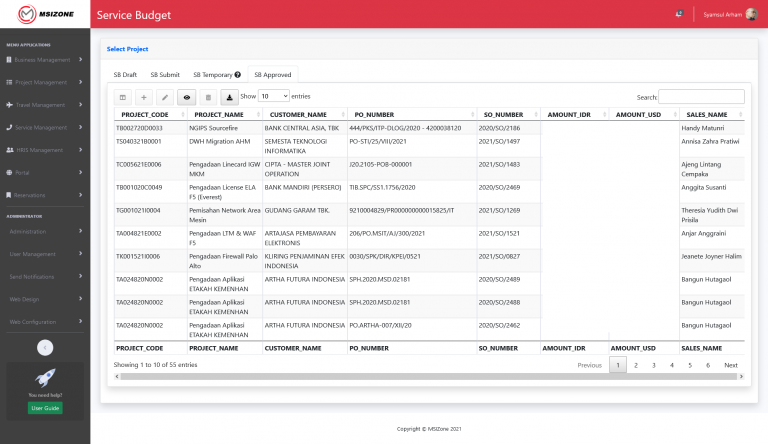 MSIZONE
Service Budget
Syamsul Arham
MENU APPLICATIONS
Business Management
Project Management
Travel Management
Service Management
HRIS Management
Portal
Reservations
ADMINISTRATOR
Administration
User Management
Send Notifications
Web Design
Web Configuration
You need help?
User Guide
Select Project
SB Draft SB Submit SB Temporary SB Approved
Show 10 entries Search:
PROJECT_CODE PROJECT_NAME CUSTOMER_NAME PO_NUMBER SO_NUMBER AMOUNT_IDR AMOUNT_USD SALES_NAME
TB002720D0033 NGIPS Sourcefire BANK CENTRAL ASIA, TBK 444/PKS/ITP-DLOG/2020 - 4200038120 2020/SO/2186 Handy Matunri
TS040321B0001 DWH Migration AHM SEMESTA TEKNOLOGI PO-STI/25/VIII/2021 2021/SO/1497 Annisa Zahra Pratiwi
INFORMATIKA
TC005621E0006 Pengadaan Linecard IGW CIPTA - MASTER JOINT J20.2105-POB-000001 2021/SO/1483 Ajeng Lintang
MKM OPERATION Cempaka
TB001020C0049 Pengadaan License ELA BANK MANDIRI (PERSERO) TIB.SPC/SS1.1756/2020 2020/SO/2469 Anggita Susanti
F5 (Everest)
TG001021I0004 Pemisahan Network Area GUDANG GARAM TBK. 9210004829/PR000000000015825/IT 2021/SO/1269 Theresia Yudith Dwi
Mesin Prisila
TA004821E0002 Pengadaan LTM & WAF ARTAJASA PEMBAYARAN 206/PO.MSIT/AJ/300/2021 2021/SO/1521 Anjar Anggraini
F5 ELEKTRONIS
TK001521I0006 Pengadaan Firewall Palo KLIRING PENJAMINAN EFEK 0030/SPK/DIR/KPEI/0521 2021/SO/0827 Jeanete Joyner Halim
Alto INDONESIA
TA024820N0002 Pengadaan Aplikasi ARTHA FUTURA INDONESIA SPH.2020.MSD.02181 2020/SO/2489 Bangun Hutagaol
ETAKAH KEMENHAN
TA024820N0002 Pengadaan Aplikasi ARTHA FUTURA INDONESIA SPH.2020.MSD.02181 2020/SO/2488 Bangun Hutagaol
ETAKAH KEMENHAN
TA024820N0002 Pengadaan Aplikasi ARTHA FUTURA INDONESIA PO.ARTHA-007/XII/20 2020/SO/2462 Bangun Hutagaol
ETAKAH KEMENHAN
PROJECT_CODE PROJECT_NAME CUSTOMER_NAME PO_NUMBER SO_NUMBER AMOUNT_IDR AMOUNT_USD SALES_NAME
Showing 1 to 10 of 55 entries Previous 1 2 3 4 5 6 Next
Copyright © MSIZone 2021